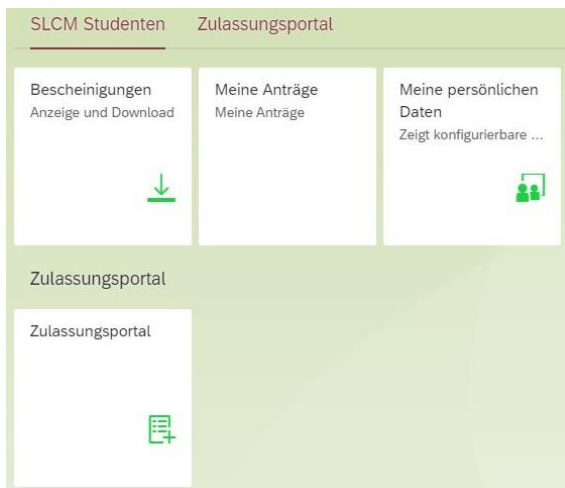 SLCM Studenten Zulassungsportal
Bescheinigungen
Anzeige und Download
Meine Anträge
Meine Anträge
Meine persönlichen
Daten
Zeigt konfigurierbare ...
Zulassungsportal
Zulassungsportal